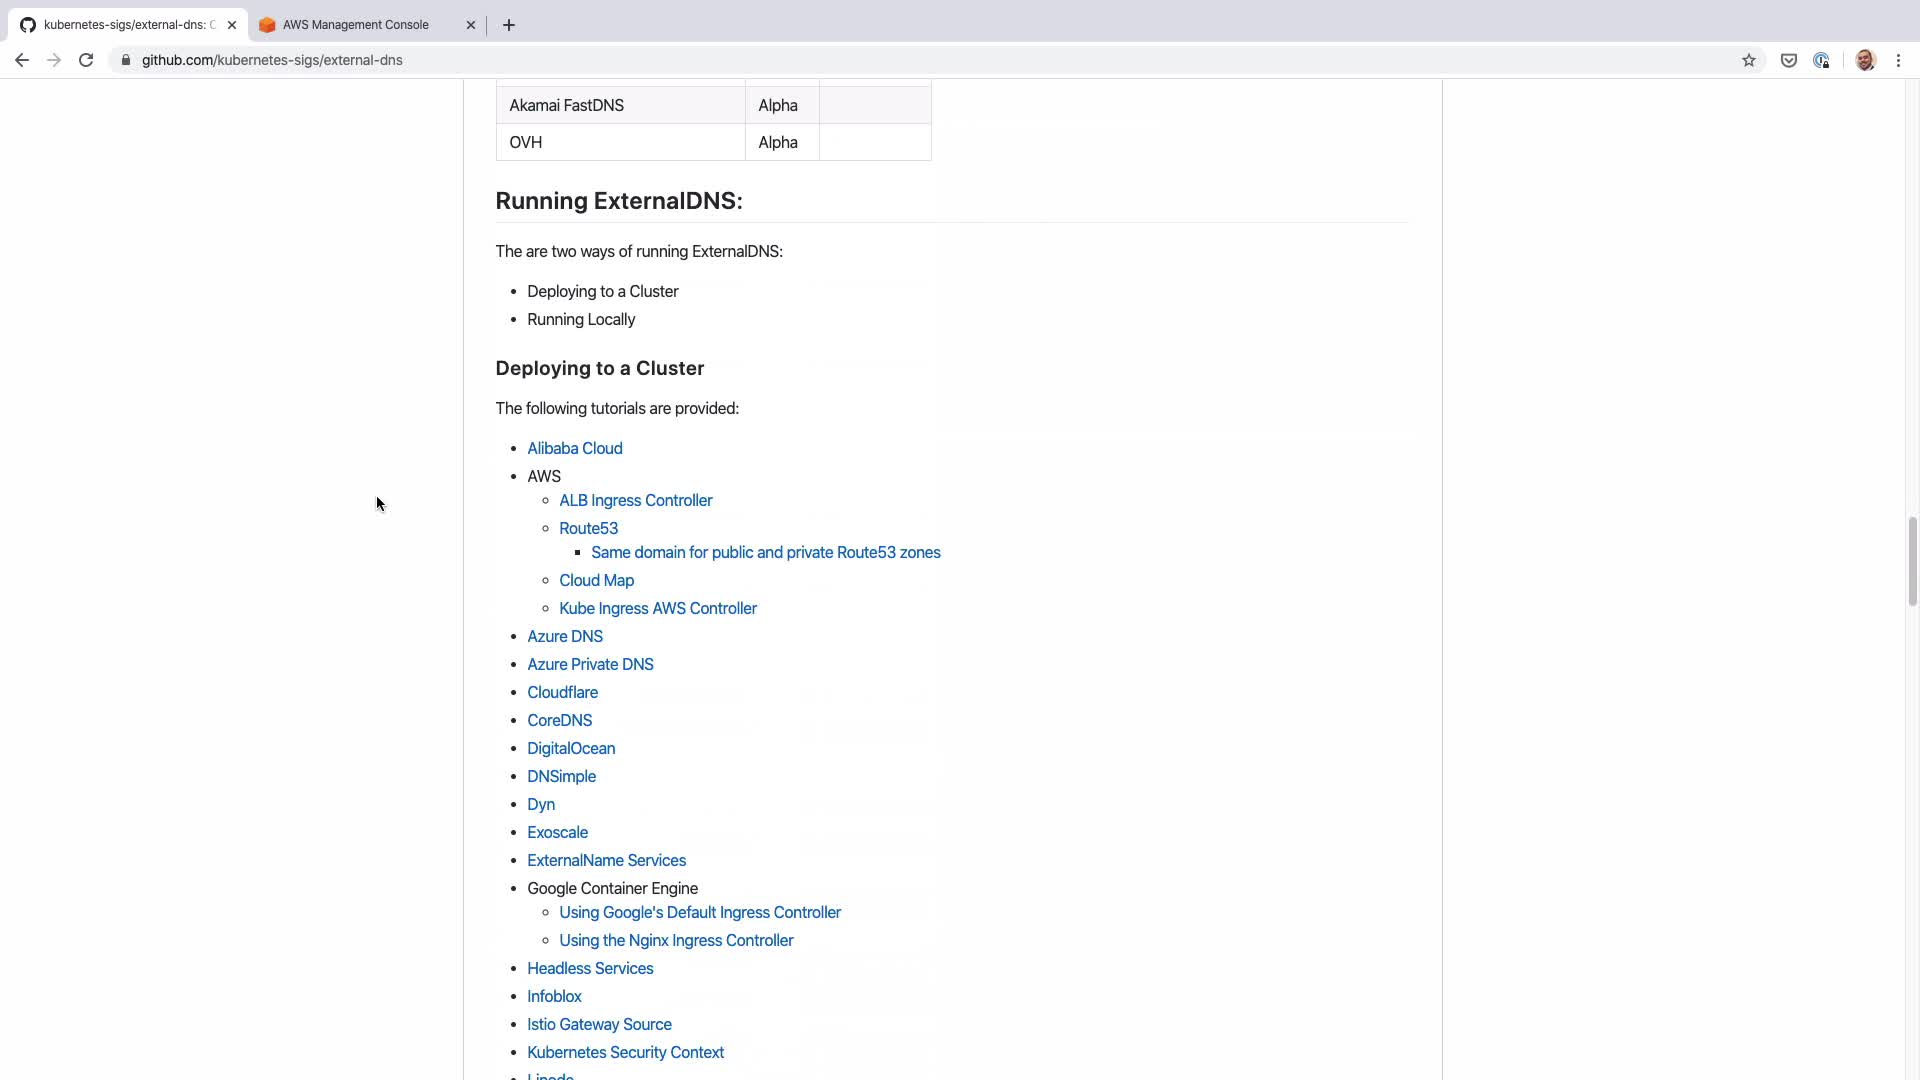 kubernetes-sigs/external-dns: C
AWS Management Console
github.com/kubernetes-sigs/external-dns
Akamai FastDNS Alpha
OVH Alpha
Running ExternalDNS:
The are two ways of running ExternalDNS:
Deploying to a Cluster
Running Locally
Deploying to a Cluster
The following tutorials are provided:
Alibaba Cloud
AWS
ALB Ingress Controller
Route53
Same domain for public and private Route53 zones
Cloud Map
Kube Ingress AWS Controller
Azure DNS
Azure Private DNS
Cloudflare
CoreDNS
DigitalOcean
DNSimple
Dyn
Exoscale
ExternalName Services
Google Container Engine
Using Google's Default Ingress Controller
Using the Nginx Ingress Controller
Headless Services
Infoblox
Istio Gateway Source
Kubernetes Security Context
Linode